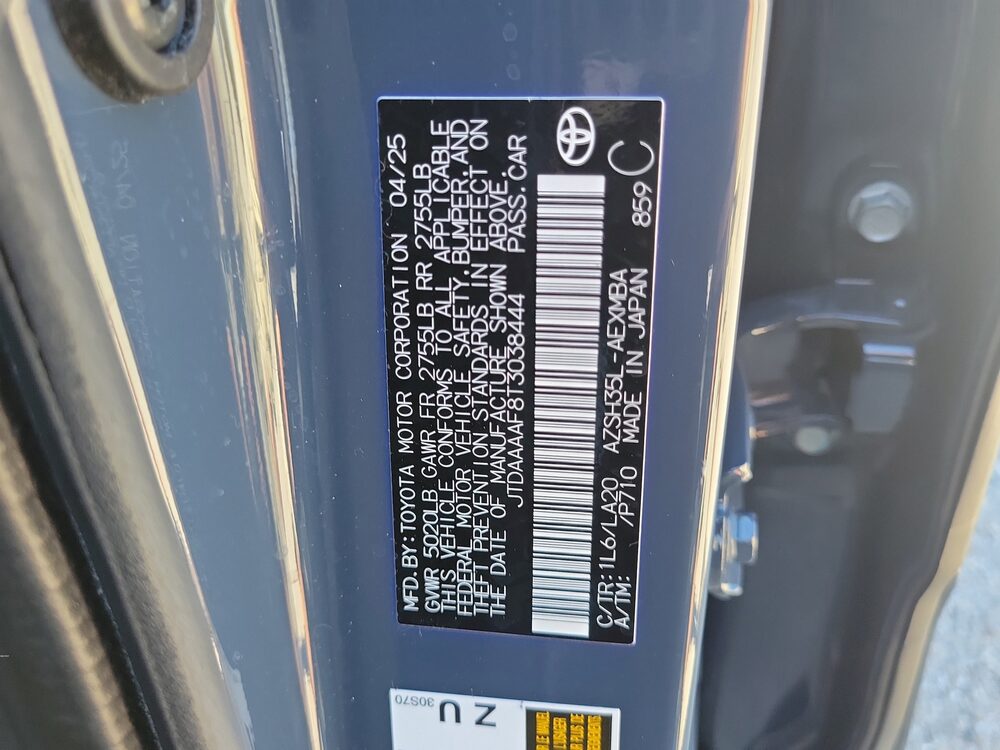 MFD.BY:TOYOTA MOTOR CORPORATION 04/25
GVWR 5020LB GAWR FR 2755LB RR 2755LB
THIS VEHICLE CONFORMS TO ALL APPLICABLE
FEDERAL MOTOR VEHICLE SAFETY,BUMPER,AND
THEFT PREVENTION STANDARDS IN EFFECT ON
THE DATE OF MANUFACTURE SHOWN ABOVE.
JTDAAAAF8T3038444 PASS.CAR
C/TR:1L6/LA20 AZSH35L-AEXMBA 859 C
A/TM: /P710 MADE IN JAPAN
30S70
N U